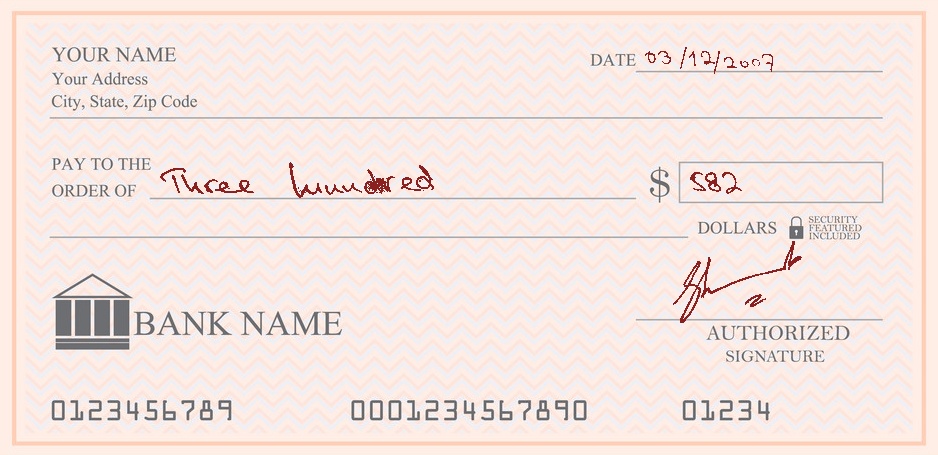 YOUR NAME
Your Address
City, State, Zip Code
DATE 03/12/2007
PAY TO THE
ORDER OF Three hundred
$ 582
DOLLARS
SECURITY
FEATURED
INCLUDED
BANK NAME
AUTHORIZED
SIGNATURE
0123456789 0001234567890 01234